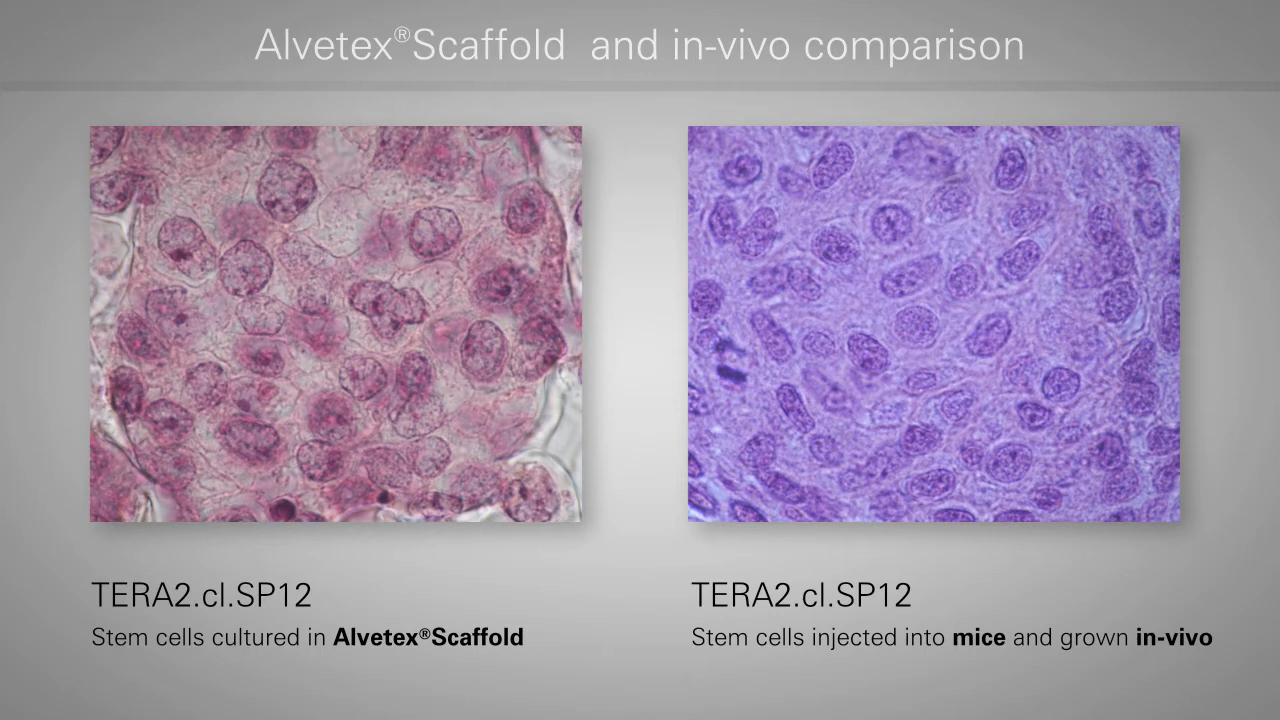 Alvetex®Scaffold and in-vivo comparison
TERA2.cl.SP12
Stem cells cultured in Alvetex®Scaffold
TERA2.cl.SP12
Stem cells injected into mice and grown in-vivo